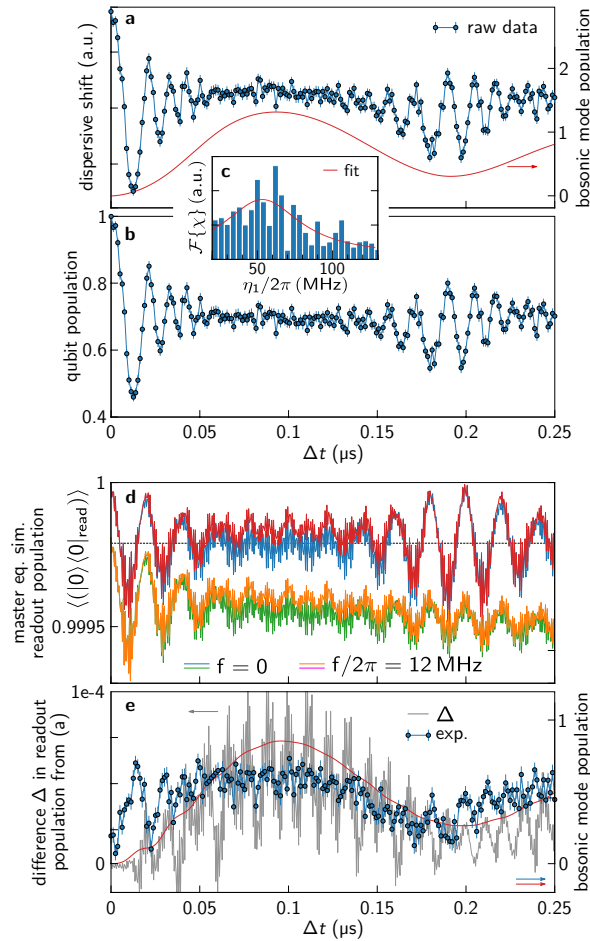 a
raw data
dispersive shift (a.u.)
bosonic mode population
2
1
0
c
fit
ℱ{χ} (a.u.)
50
100
η₁/2π (MHz)
b
1
0.8
0.6
0.4
qubit population
0
0.05
0.1
0.15
0.2
0.25
Δt (µs)
d
1
0.9995
master eq. sim.
readout population
⟨(|0⟩⟨0|read)⟩
f = 0
f/2π = 12 MHz
e
1e-4
0
Δ
exp.
difference Δ in readout
population from (a)
1
0
bosonic mode population
0
0.05
0.1
0.15
0.2
0.25
Δt (µs)